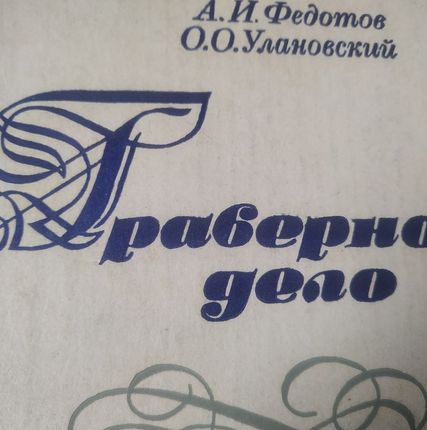 А.И.Федотов
О.О.Улановский
Граверно
дело